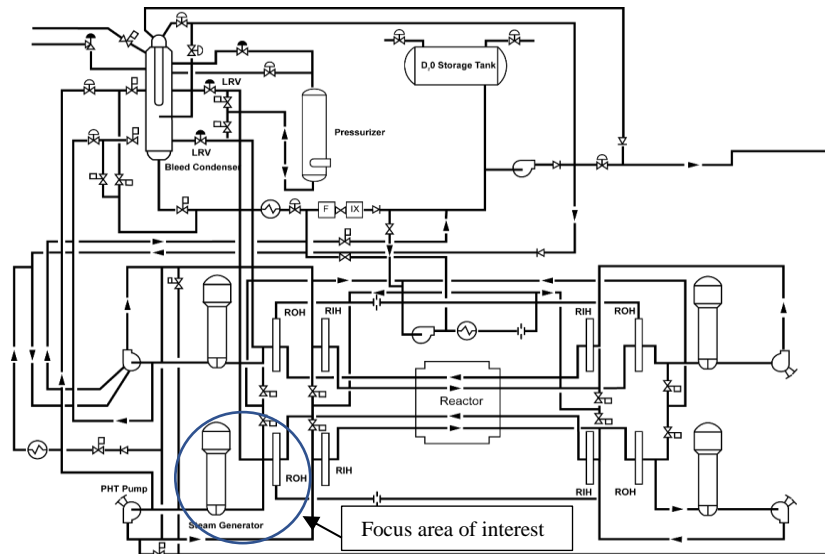 LRV
D₂0 Storage Tank
Pressurizer
LRV
Bleed Condenser
F
IX
ROH
RIH
RIH
ROH
Reactor
ROH
RIH
RIH
ROH
PHT Pump
Steam Generator
Focus area of interest